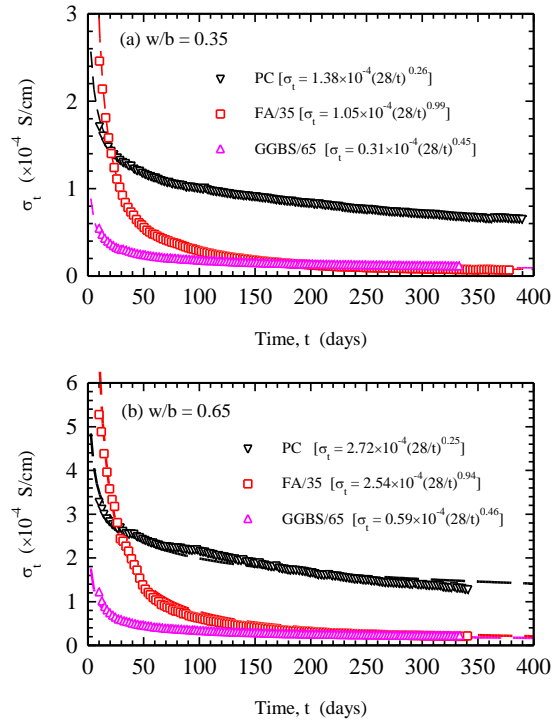 3
(a) w/b = 0.35
PC [σt = 1.38×10-4(28/t)0.26]
FA/35 [σt = 1.05×10-4(28/t)0.99]
GGBS/65 [σt = 0.31×10-4(28/t)0.45]
2
1
0
σt (×10-4 S/cm)
0 50 100 150 200 250 300 350 400
Time, t (days)
6
(b) w/b = 0.65
PC [σt = 2.72×10-4(28/t)0.25]
FA/35 [σt = 2.54×10-4(28/t)0.94]
GGBS/65 [σt = 0.59×10-4(28/t)0.46]
5
4
3
2
1
0
σt (×10-4 S/cm)
0 50 100 150 200 250 300 350 400
Time, t (days)